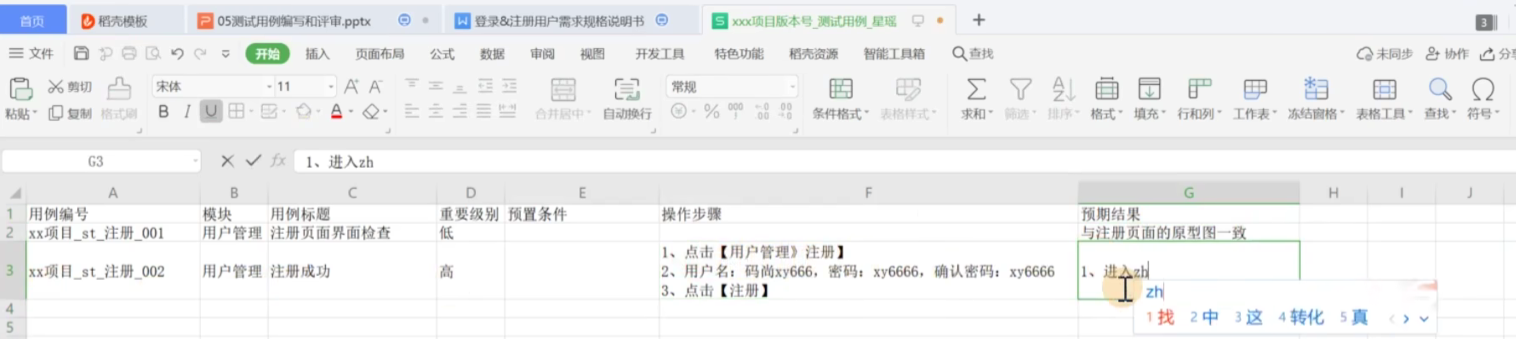 首页 稻壳模板 05测试用例编写和评审.pptx 登录&注册用户需求规格说明书 xxx项目版本号_测试用例_星瑶 + 3
文件 开始 插入 页面布局 公式 数据 审阅 视图 开发工具 特色功能 稻壳资源 智能工具箱 查找 未同步 协作 分享
粘贴 剪切 复制 格式刷 宋体 11 A+ A- B I U A 合并居中 自动换行 常规 % 000 条件格式 表格样式 求和 筛选 排序 格式 填充 行和列 工作表 冻结窗格 表格工具 查找 符号
G3 fx 1、进入zh
A B C D E F G H I J
1 用例编号 模块 用例标题 重要级别 预置条件 操作步骤 预期结果
2 xx项目_st_注册_001 用户管理 注册页面界面检查 低 与注册页面的原型图一致
1、点击【用户管理》注册】
3 xx项目_st_注册_002 用户管理 注册成功 高 2、用户名：码尚xy666，密码：xy6666，确认密码：xy6666 1、进入zh
3、点击【注册】
zh
4
1 找 2 中 3 这 4 转化 5 真
5